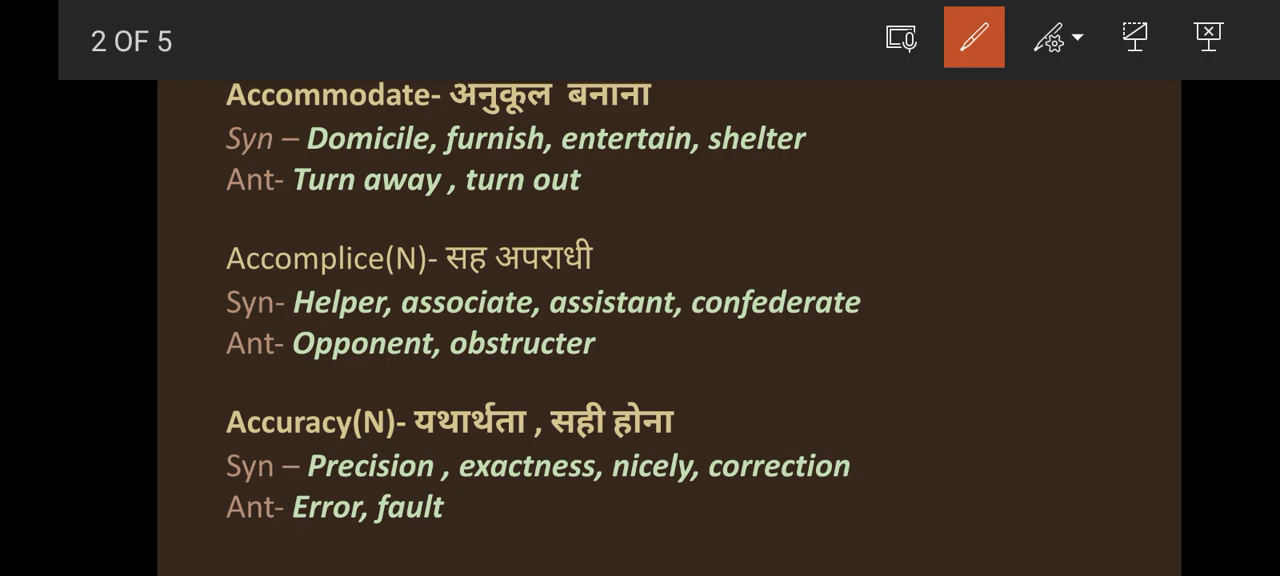 2 OF 5
Accommodate- अनुकूल बनाना
Syn – Domicile, furnish, entertain, shelter
Ant- Turn away , turn out
Accomplice(N)- सह अपराधी
Syn- Helper, associate, assistant, confederate
Ant- Opponent, obstructer
Accuracy(N)- यथार्थता , सही होना
Syn – Precision , exactness, nicely, correction
Ant- Error, fault